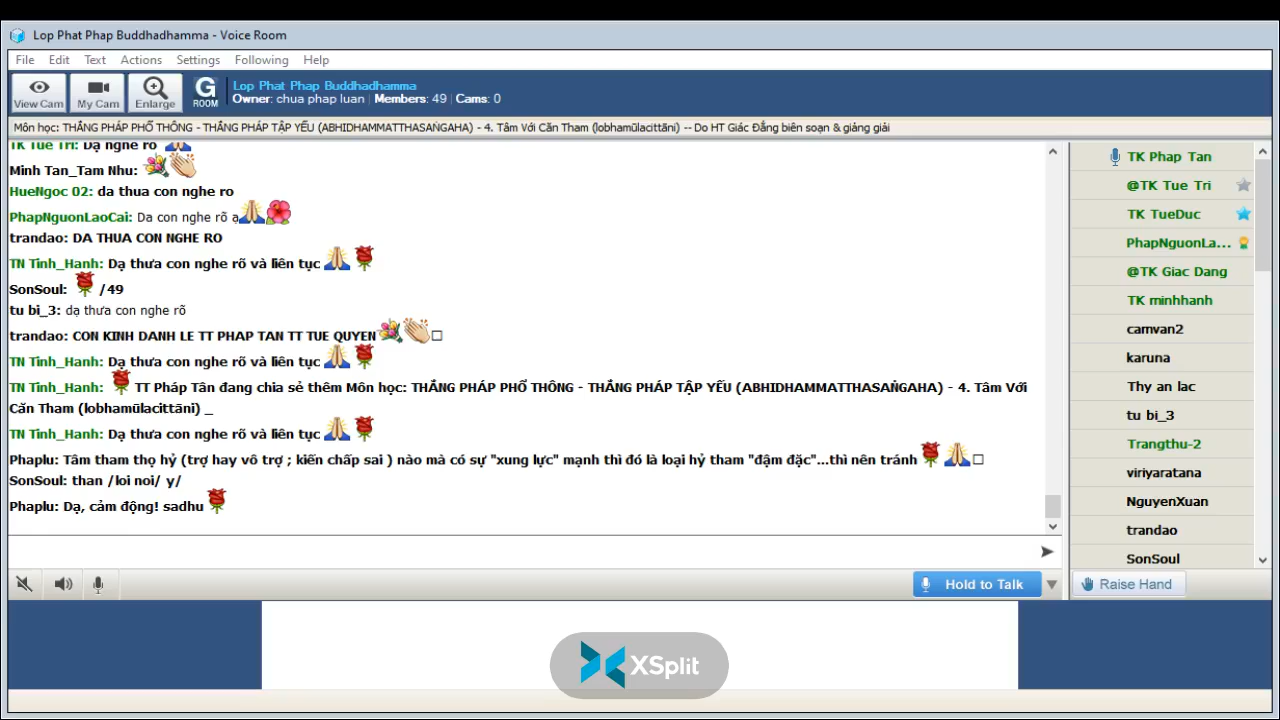 Lop Phat Phap Buddhadhamma - Voice Room
File Edit Text Actions Settings Following Help
View Cam My Cam Enlarge G ROOM
Lop Phat Phap Buddhadhamma
Owner: chua phap luan | Members: 49 | Cams: 0
Môn học: THẮNG PHÁP PHỔ THÔNG - THẮNG PHÁP TẬP YẾU (ABHIDHAMMATTHASAṄGAHA) - 4. Tâm Với Căn Tham (lobhamūlacittāni) -- Do HT Giác Đẳng biên soạn & giảng giải
TK Tue Tri: Dạ nghe rõ
Minh Tan_Tam Nhu:
HueNgoc 02: da thua con nghe ro
PhapNguonLaoCai: Da con nghe rõ ạ
trandao: DA THUA CON NGHE RO
TN Tinh_Hanh: Dạ thưa con nghe rõ và liên tục
SonSoul: /49
tu bi_3: dạ thưa con nghe rõ
trandao: CON KINH DANH LE TT PHAP TAN TT TUE QUYEN
TN Tinh_Hanh: Dạ thưa con nghe rõ và liên tục
TN Tinh_Hanh: TT Pháp Tân đang chia sẻ thêm Môn học: THẮNG PHÁP PHỔ THÔNG - THẮNG PHÁP TẬP YẾU (ABHIDHAMMATTHASAṄGAHA) - 4. Tâm Với
Căn Tham (lobhamūlacittāni) _
TN Tinh_Hanh: Dạ thưa con nghe rõ và liên tục
Phaplu: Tâm tham thọ hỷ (trợ hay vô trợ ; kiến chấp sai ) nào mà có sự "xung lực" mạnh thì đó là loại hỷ tham "đậm đặc"...thì nên tránh
SonSoul: than /loi noi/ y/
Phaplu: Dạ, cảm động! sadhu
TK Phap Tan
@TK Tue Tri
TK TueDuc
PhapNguonLa...
@TK Giac Dang
TK minhhanh
camvan2
karuna
Thy an lac
tu bi_3
Trangthu-2
viriyaratana
NguyenXuan
trandao
SonSoul
Hold to Talk
Raise Hand
XSplit